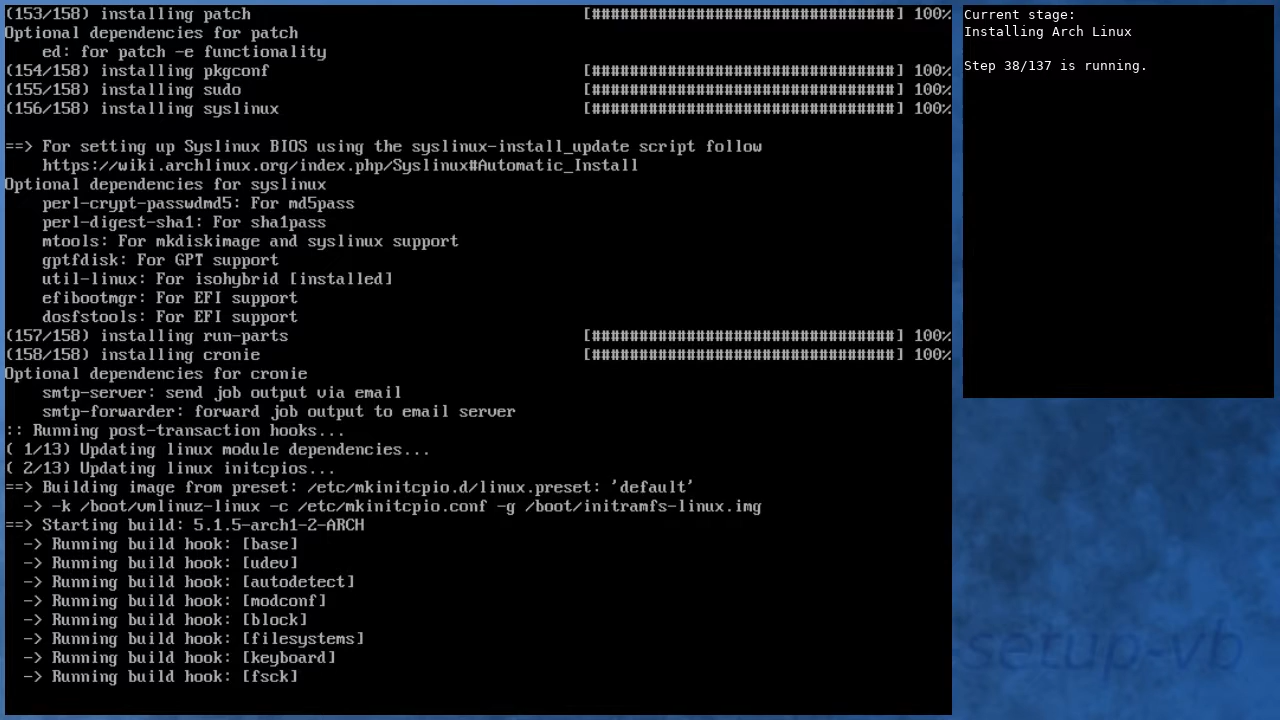 (153/158) installing patch [################################] 100%
Optional dependencies for patch
ed: for patch -e functionality
(154/158) installing pkgconf [################################] 100%
(155/158) installing sudo [################################] 100%
(156/158) installing syslinux [################################] 100%
==> For setting up Syslinux BIOS using the syslinux-install_update script follow
https://wiki.archlinux.org/index.php/Syslinux#Automatic_Install
Optional dependencies for syslinux
perl-crypt-passwdmd5: For md5pass
perl-digest-sha1: For sha1pass
mtools: For mkdiskimage and syslinux support
gptfdisk: For GPT support
util-linux: For isohybrid [installed]
efibootmgr: For EFI support
dosfstools: For EFI support
(157/158) installing run-parts [################################] 100%
(158/158) installing cronie [################################] 100%
Optional dependencies for cronie
smtp-server: send job output via email
smtp-forwarder: forward job output to email server
:: Running post-transaction hooks...
( 1/13) Updating linux module dependencies...
( 2/13) Updating linux initcpios...
==> Building image from preset: /etc/mkinitcpio.d/linux.preset: 'default'
-> -k /boot/vmlinuz-linux -c /etc/mkinitcpio.conf -g /boot/initramfs-linux.img
==> Starting build: 5.1.5-arch1-2-ARCH
-> Running build hook: [base]
-> Running build hook: [udev]
-> Running build hook: [autodetect]
-> Running build hook: [modconf]
-> Running build hook: [block]
-> Running build hook: [filesystems]
-> Running build hook: [keyboard]
-> Running build hook: [fsck]
Current stage:
Installing Arch Linux
Step 38/137 is running.
setup-vb